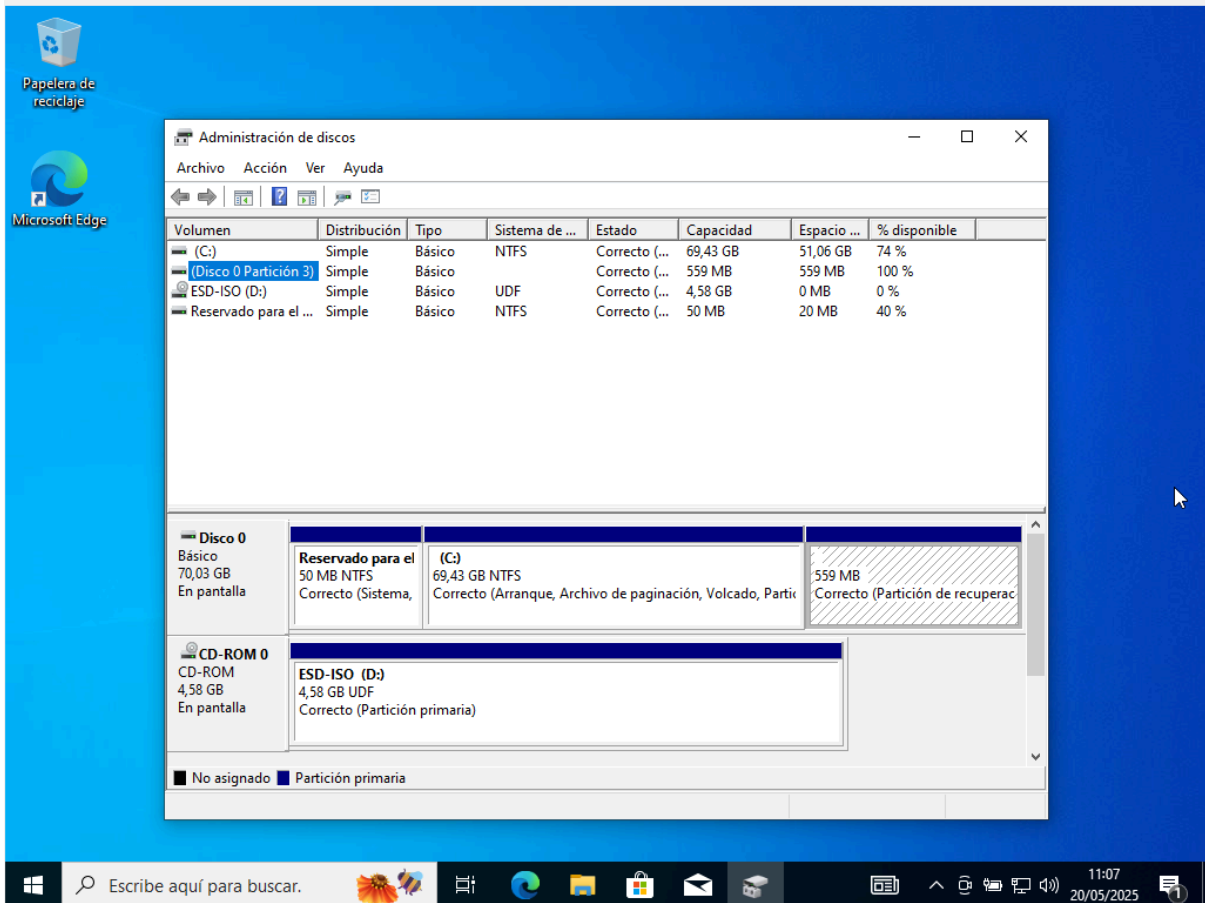 Papelera de
reciclaje
Microsoft Edge
Administración de discos
Archivo Acción Ver Ayuda
Volumen Distribución Tipo Sistema de ... Estado Capacidad Espacio ... % disponible
(C:) Simple Básico NTFS Correcto (... 69,43 GB 51,06 GB 74 %
(Disco 0 Partición 3) Simple Básico Correcto (... 559 MB 559 MB 100 %
ESD-ISO (D:) Simple Básico UDF Correcto (... 4,58 GB 0 MB 0 %
Reservado para el ... Simple Básico NTFS Correcto (... 50 MB 20 MB 40 %
Disco 0
Básico
70,03 GB
En pantalla
Reservado para el
50 MB NTFS
Correcto (Sistema,
(C:)
69,43 GB NTFS
Correcto (Arranque, Archivo de paginación, Volcado, Partic
559 MB
Correcto (Partición de recuperac
CD-ROM 0
CD-ROM
4,58 GB
En pantalla
ESD-ISO (D:)
4,58 GB UDF
Correcto (Partición primaria)
No asignado Partición primaria
Escribe aquí para buscar.
11:07
20/05/2025
1